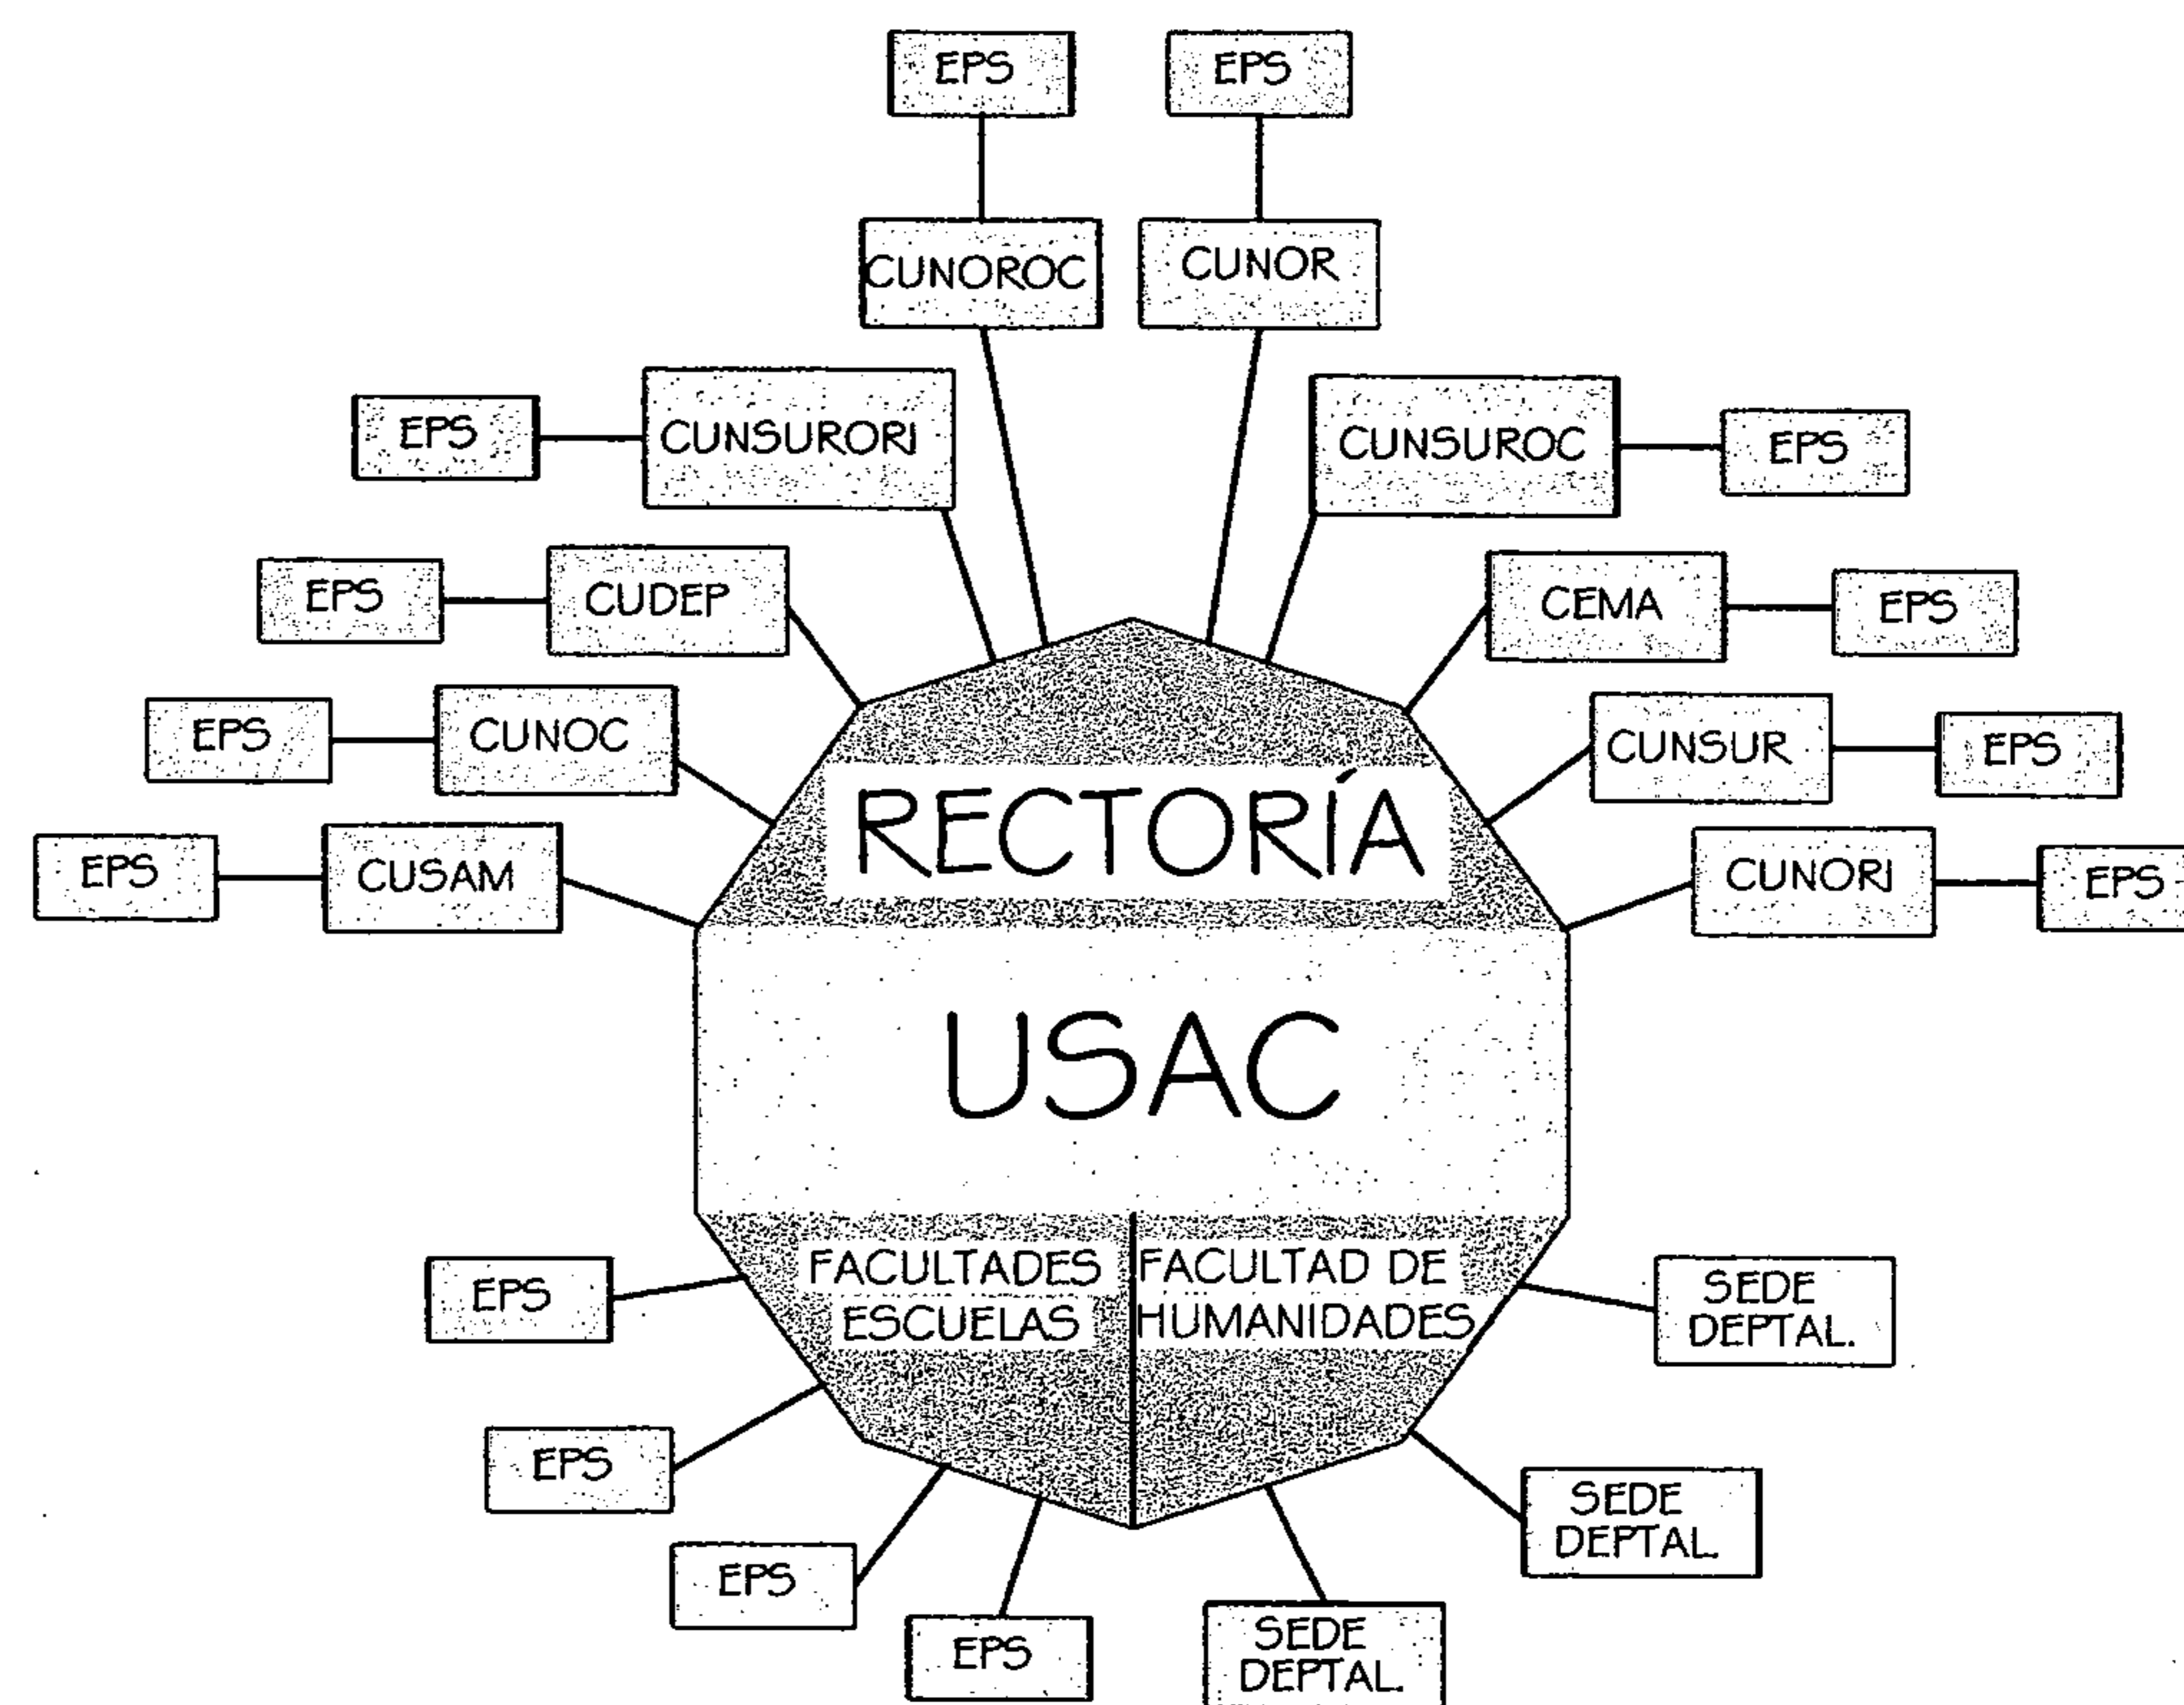 EPS
EPS
CUNOROC
CUNOR
EPS
CUNSURORI
CUNSUROC
EPS
EPS
CUDEP
CEMA
EPS
EPS
CUNOC
CUNSUR
EPS
EPS
CUSAM
CUNORI
EPS
RECTORÍA
USAC
FACULTADES
ESCUELAS
FACULTAD DE
HUMANIDADES
EPS
SEDE
DEPTAL.
EPS
SEDE
DEPTAL.
EPS
EPS
SEDE
DEPTAL.